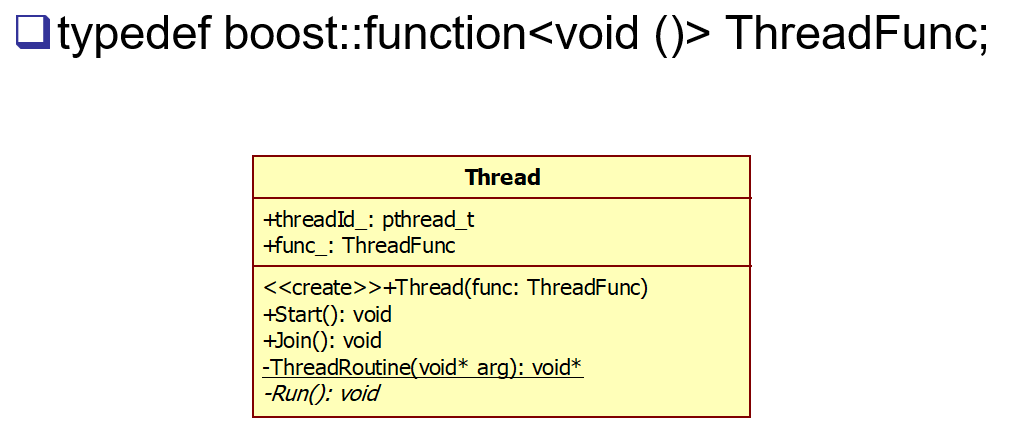 typedef boost::function<void ()> ThreadFunc;
Thread
+threadId_: pthread_t
+func_: ThreadFunc
<<create>>+Thread(func: ThreadFunc)
+Start(): void
+Join(): void
-ThreadRoutine(void* arg): void*
-Run(): void